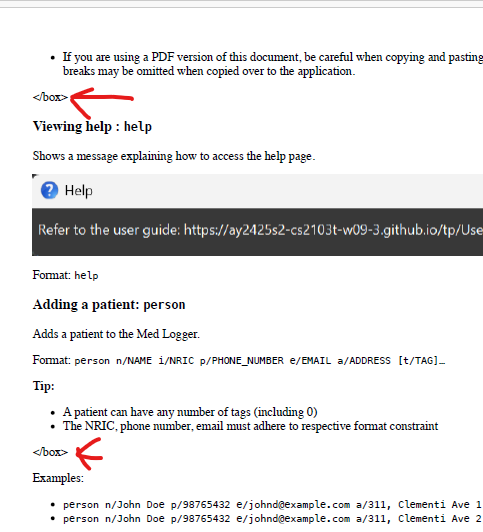 • If you are using a PDF version of this document, be careful when copying and pasting
breaks may be omitted when copied over to the application.
</box>
Viewing help : help
Shows a message explaining how to access the help page.
? Help
Refer to the user guide: https://ay2425s2-cs2103t-w09-3.github.io/tp/Use
Format: help
Adding a patient: person
Adds a patient to the Med Logger.
Format: person n/NAME i/NRIC p/PHONE_NUMBER e/EMAIL a/ADDRESS [t/TAG]…
Tip:
• A patient can have any number of tags (including 0)
• The NRIC, phone number, email must adhere to respective format constraint
</box>
Examples:
• person n/John Doe p/98765432 e/johnd@example.com a/311, Clementi Ave 1
• person n/John Doe p/98765432 e/johnd@example.com a/311, Clementi Ave 2